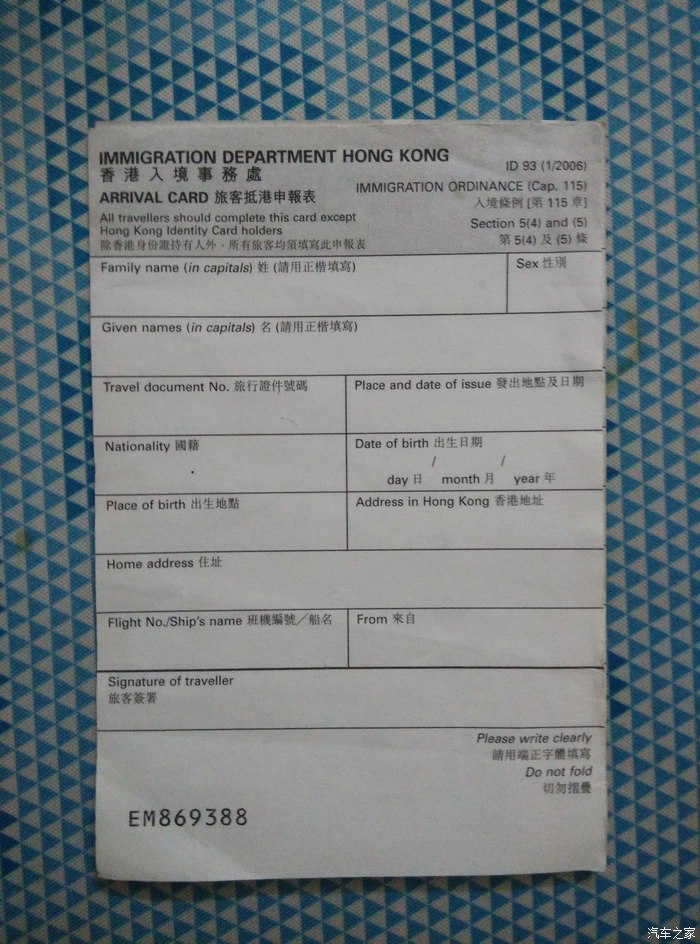 IMMIGRATION DEPARTMENT HONG KONG
香港入境事務處
ID 93 (1/2006)
ARRIVAL CARD 旅客抵港申報表
IMMIGRATION ORDINANCE (Cap. 115)
入境條例 [第 115 章]
All travellers should complete this card except
Hong Kong Identity Card holders
Section 5(4) and (5)
除香港身份證持有人外，所有旅客均須填寫此申報表
第 5(4) 及 (5) 條
Family name (in capitals) 姓 (請用正楷填寫)
Sex 性別
Given names (in capitals) 名 (請用正楷填寫)
Travel document No. 旅行證件號碼
Place and date of issue 發出地點及日期
Nationality 國籍
Date of birth 出生日期
/ /
day 日 month 月 year 年
Place of birth 出生地點
Address in Hong Kong 香港地址
Home address 住址
Flight No./Ship's name 班機編號／船名
From 來自
Signature of traveller
旅客簽署
Please write clearly
請用端正字體填寫
Do not fold
切勿摺疊
EM869388
汽车之家